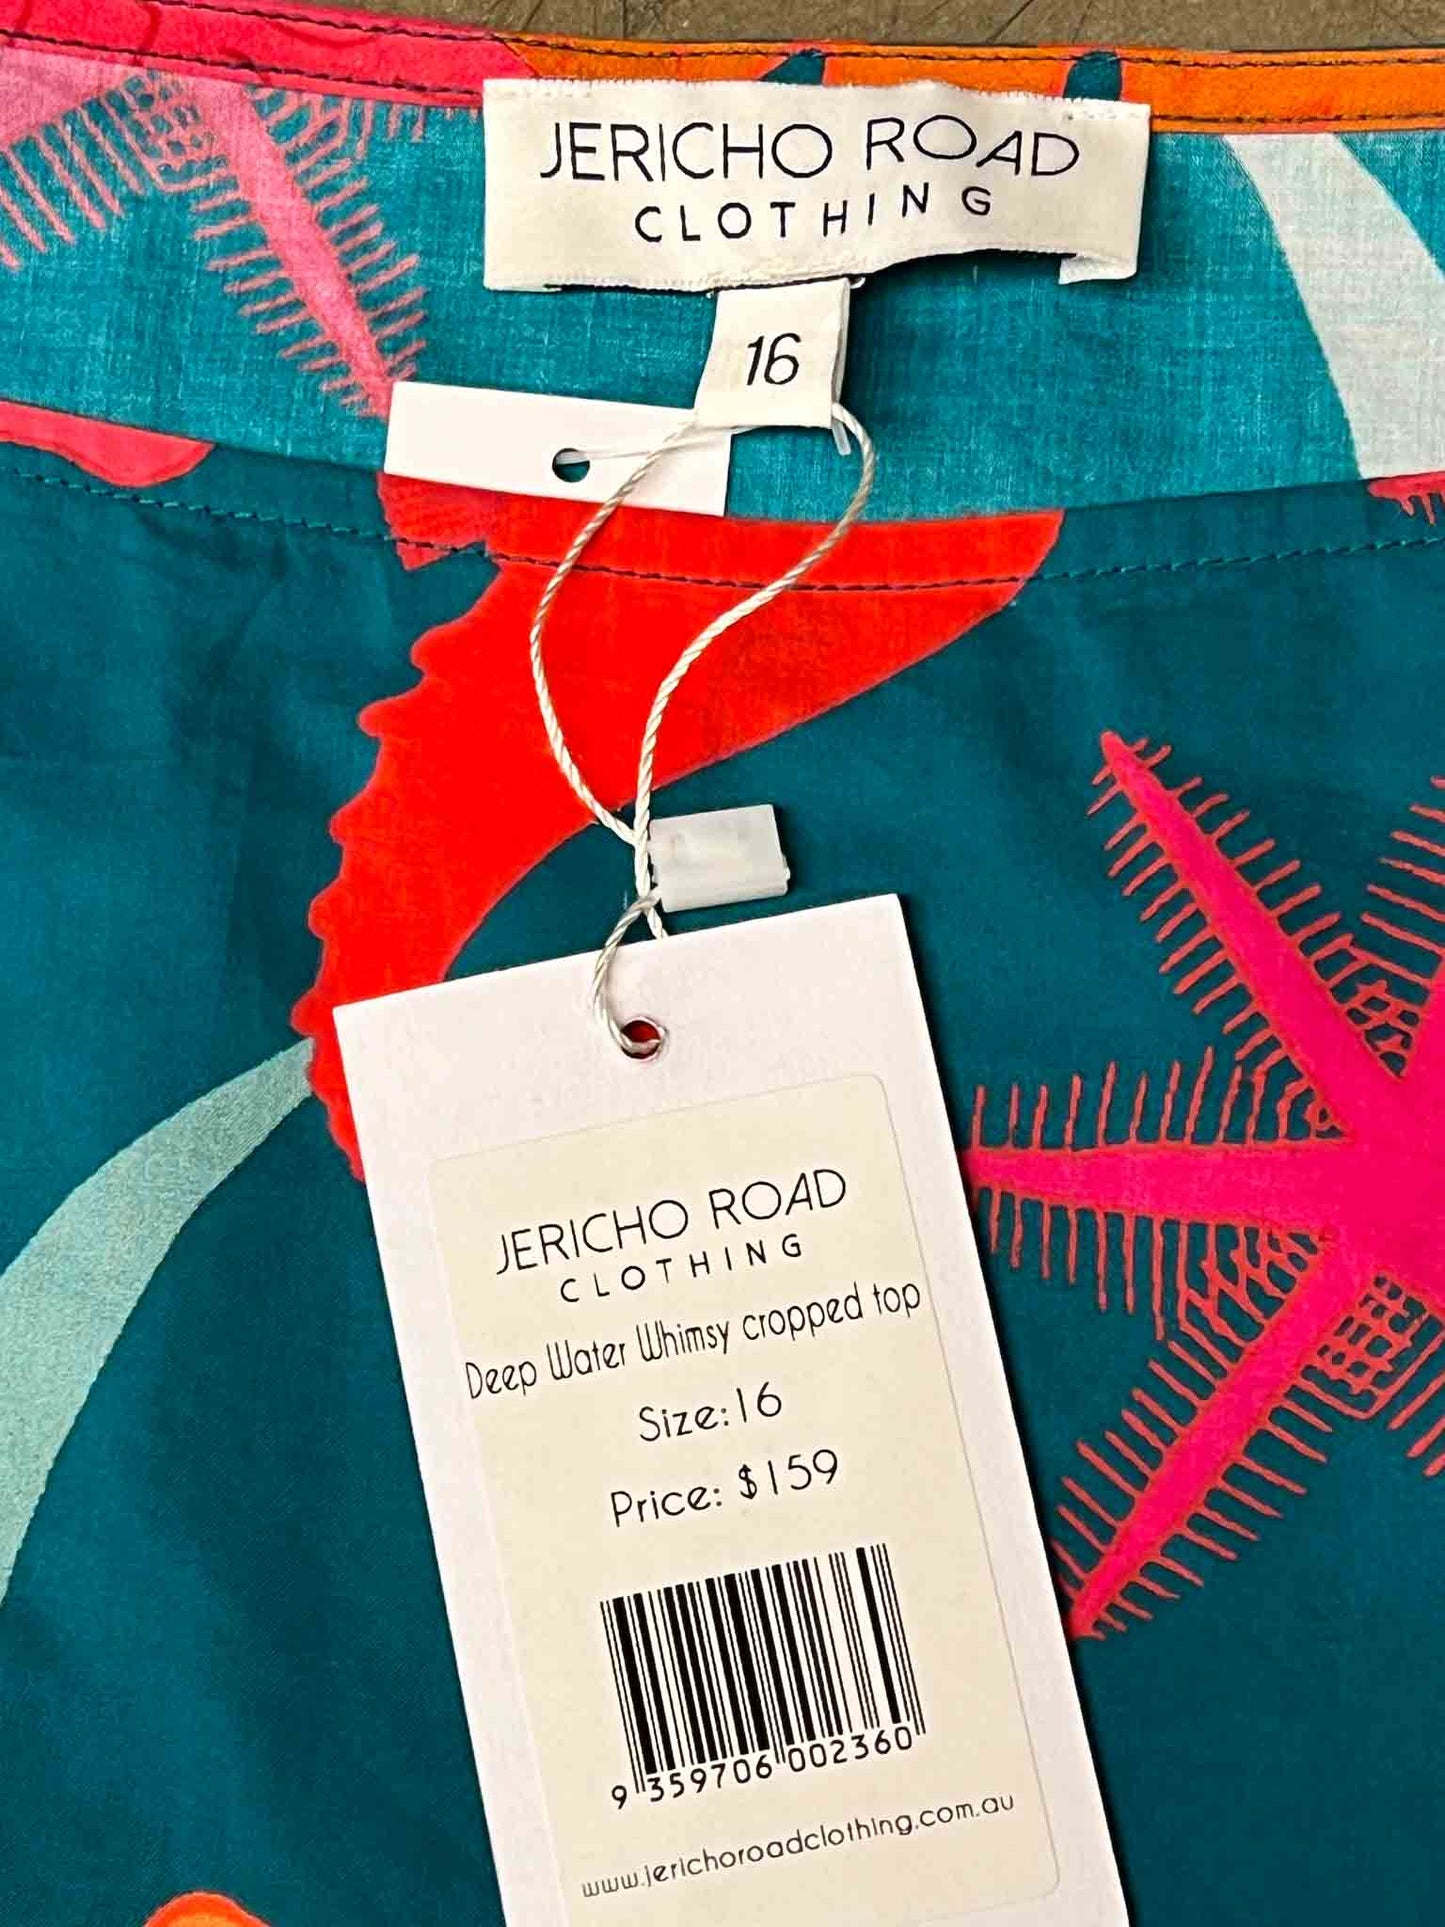 JERICHO ROAD
CLOTHING
16
JERICHO ROAD
CLOTHING
Deep Water Whimsy cropped top
Size:16
Price: $159
9 359706 002360
www.jerichoroadclothing.com.au